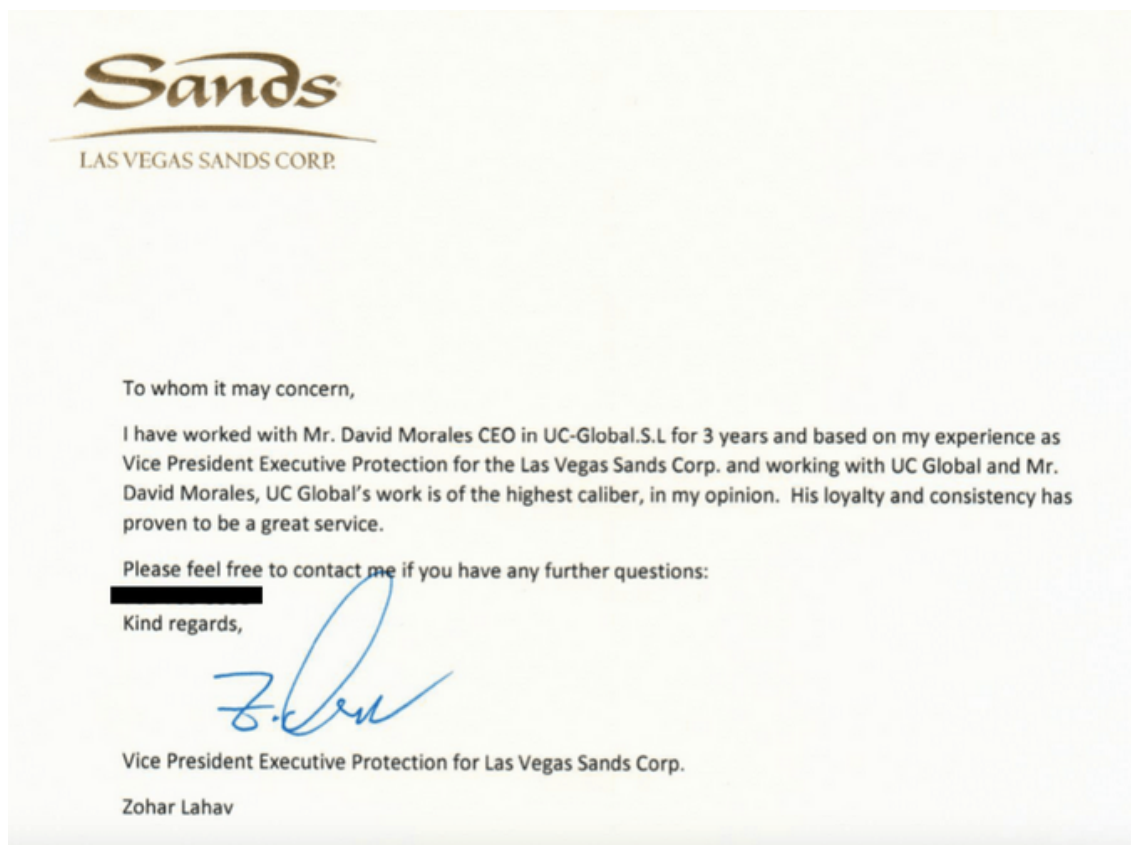 Sands
LAS VEGAS SANDS CORP.
To whom it may concern,
I have worked with Mr. David Morales CEO in UC-Global.S.L for 3 years and based on my experience as
Vice President Executive Protection for the Las Vegas Sands Corp. and working with UC Global and Mr.
David Morales, UC Global's work is of the highest caliber, in my opinion.  His loyalty and consistency has
proven to be a great service.
Please feel free to contact me if you have any further questions:
Kind regards,
Vice President Executive Protection for Las Vegas Sands Corp.
Zohar Lahav